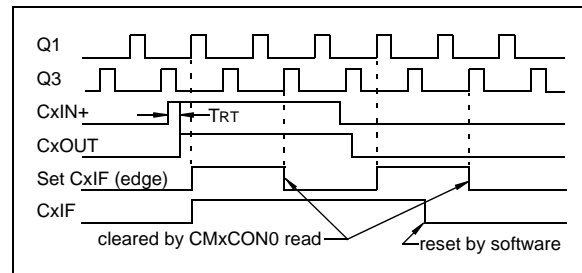 Q1
Q3
CxIN+
TRT
CxOUT
Set CxIF (edge)
CxIF
cleared by CMxCON0 read
reset by software